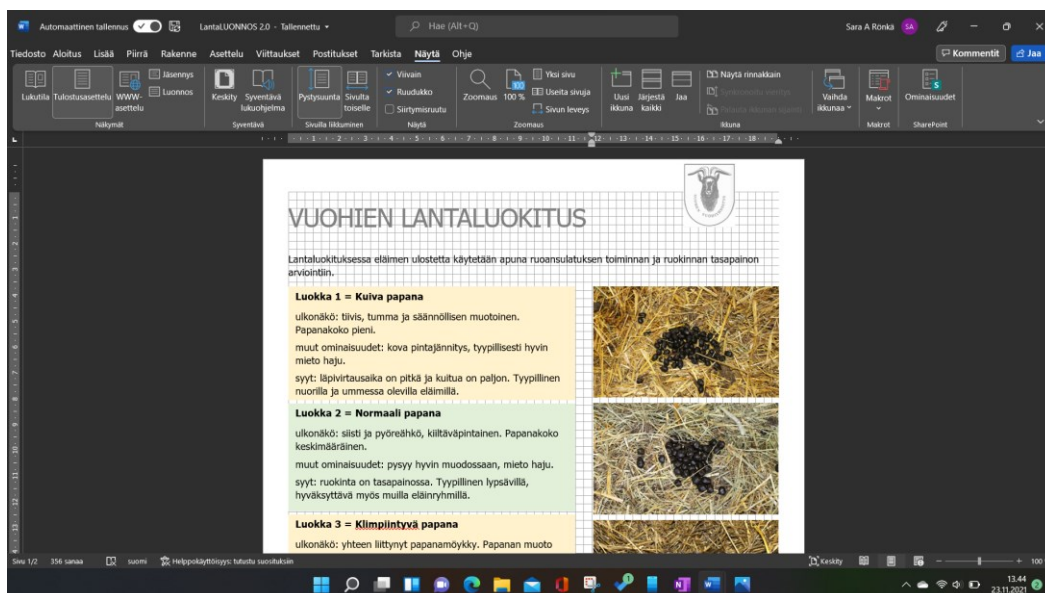 Automaattinen tallennus
LantaLUONNOS 2.0 - Tallennettu
Hae (Alt+Q)
Sara A Rönkä
SA
Tiedosto Aloitus Lisää Piirrä Rakenne Asettelu Viittaukset Postitukset Tarkista Näytä Ohje
Kommentit
Jaa
Lukutila
Tulostusasettelu
WWW-asettelu
Jäsennys
Luonnos
Näkymät
Keskity
Syventävä lukuohjelma
Syventävä
Pystysuunta
Sivulta toiselle
Sivuilla liikkuminen
Viivain
Ruudukko
Siirtymisruutu
Näytä
Zoomaus
100 %
Yksi sivu
Useita sivuja
Sivun leveys
Zoomaus
Uusi ikkuna
Järjestä kaikki
Jaa
Näytä rinnakkain
Ikkuna
Vaihda ikkunaa
Makrot
Makrot
Ominaisuudet
SharePoint
VUOHIEN LANTALUOKITUS
Lantaluokituksessa eläimen ulostetta käytetään apuna ruoansulatuksen toiminnan ja ruokinnan tasapainon
arviointiin.
Luokka 1 = Kuiva papana
ulkonäkö: tiivis, tumma ja säännöllisen muotoinen.
Papanakoko pieni.
muut ominaisuudet: kova pintajännitys, tyypillisesti hyvin
mieto haju.
syyt: läpivirtausaika on pitkä ja kuitua on paljon. Tyypillinen
nuorilla ja ummessa olevilla eläimillä.
Luokka 2 = Normaali papana
ulkonäkö: siisti ja pyöreähkö, kiiltäväpintainen. Papanakoko
keskimääräinen.
muut ominaisuudet: pysyy hyvin muodossaan, mieto haju.
syyt: ruokinta on tasapainossa. Tyypillinen lypsävillä,
hyväksyttävä myös muilla eläinryhmillä.
Luokka 3 = Klimpiintyvä papana
ulkonäkö: yhteen liittynyt papanamöykky. Papanan muoto
Sivu 1/2 356 sanaa suomi Helppokäyttöisyys: tutustu suosituksiin
Keskity
100
13.44
23.11.2021